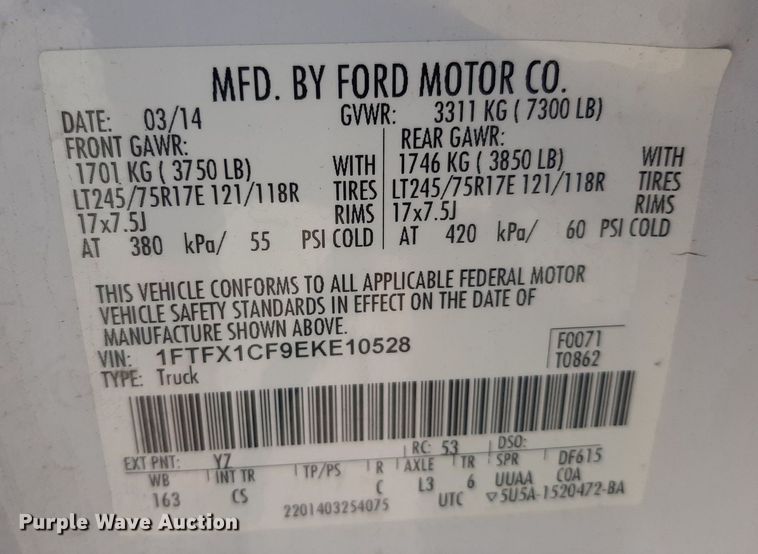 MFD. BY FORD MOTOR CO.
DATE: 03/14 GVWR: 3311 KG ( 7300 LB)
FRONT GAWR: REAR GAWR:
1701 KG ( 3750 LB) WITH 1746 KG ( 3850 LB) WITH
LT245/75R17E 121/118R TIRES LT245/75R17E 121/118R TIRES
17x7.5J RIMS 17x7.5J RIMS
AT 380 kPa/ 55 PSI COLD AT 420 kPa/ 60 PSI COLD
THIS VEHICLE CONFORMS TO ALL APPLICABLE FEDERAL MOTOR
VEHICLE SAFETY STANDARDS IN EFFECT ON THE DATE OF
MANUFACTURE SHOWN ABOVE.
VIN: 1FTFX1CF9EKE10528 F0071
TYPE: Truck T0862
EXT PNT: YZ RC: 53 DSO:
WB INT TR TP/PS R AXLE TR SPR DF615
163 CS C L3 6 UUAA COA
2201403254075 UTC ▽5U5A-1520472-BA
Purple Wave Auction